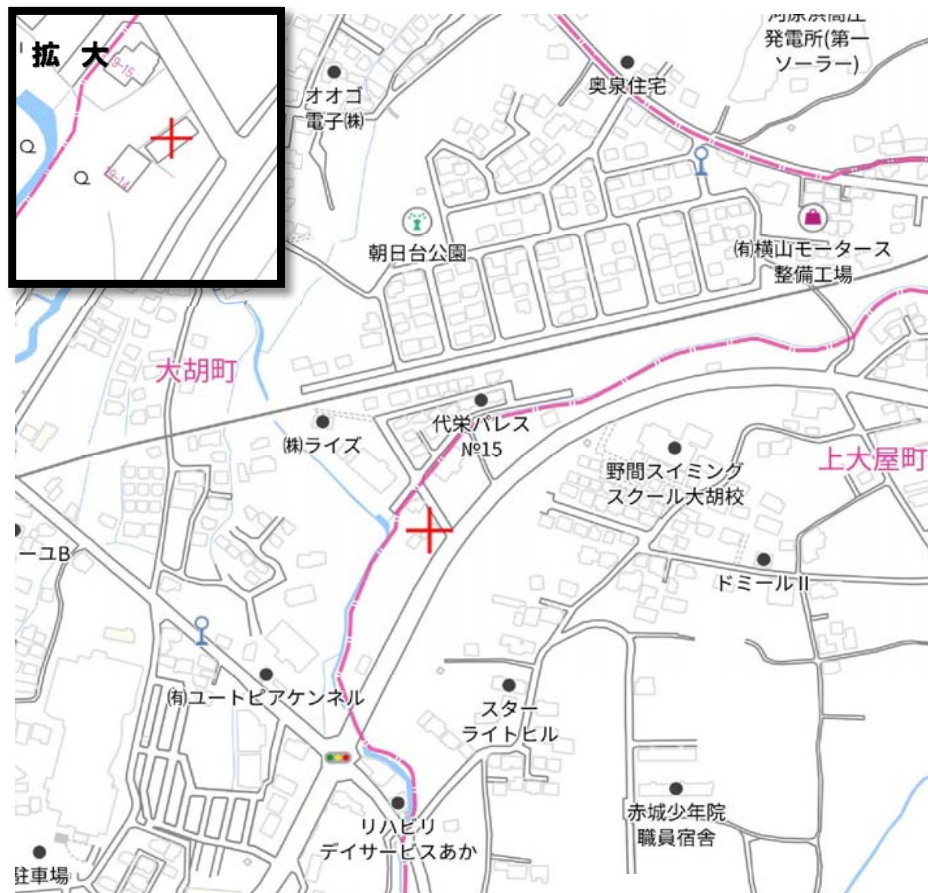 拡 大
9-15
9-14
オオゴ
電子㈱
奥泉住宅
発電所(第一
ソーラー)
朝日台公園
㈲横山モータース
整備工場
大胡町
代栄パレス
№15
㈱ライズ
野間スイミング
スクール大胡校
上大屋町
ーユB
ドミールⅡ
㈲ユートピアケンネル
スター
ライトヒル
リハビリ
デイサービスあか
赤城少年院
職員宿舎
駐車場